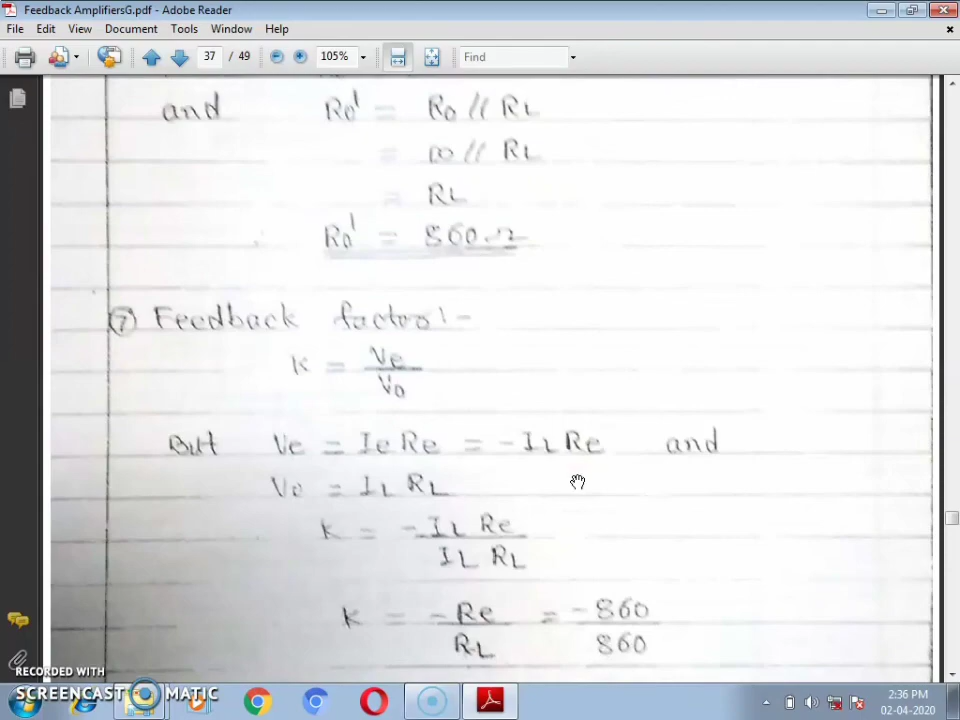 Feedback AmplifiersG.pdf - Adobe Reader
File Edit View Document Tools Window Help
37 / 49 105% Find
and Ro' = Ro // RL
= ∞ // RL
= RL
Ro' = 860 Ω
⑦ Feedback factor :-
K = Ve / Vo
But Ve = Ie Re = - IL Re and
Vo = IL RL
K = - IL Re / IL RL
K = - Re / RL = - 860 / 860
RECORDED WITH
SCREENCAST MATIC
2:36 PM
02-04-2020